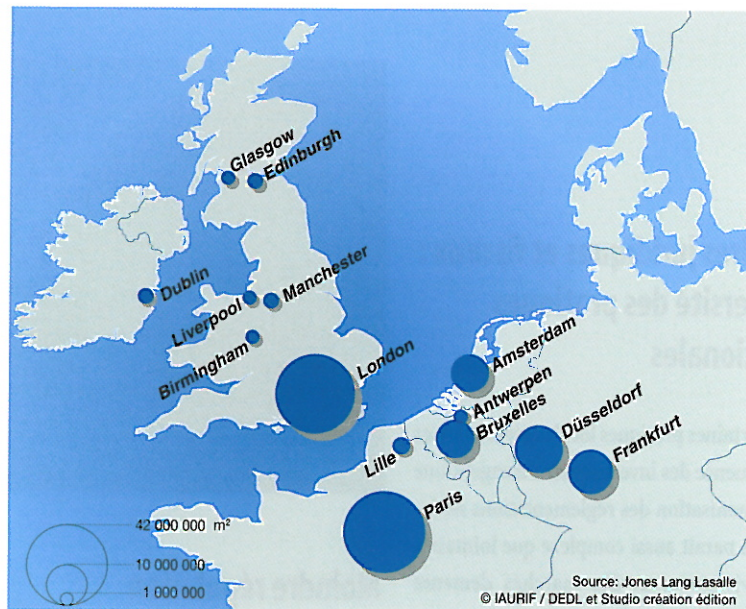 Glasgow
Edinburgh
Dublin
Liverpool
Manchester
Birmingham
London
Amsterdam
Antwerpen
Bruxelles
Düsseldorf
Frankfurt
Lille
Paris
42 000 000 m²
10 000 000
1 000 000
Source: Jones Lang Lasalle
© IAURIF / DEDL et Studio création édition